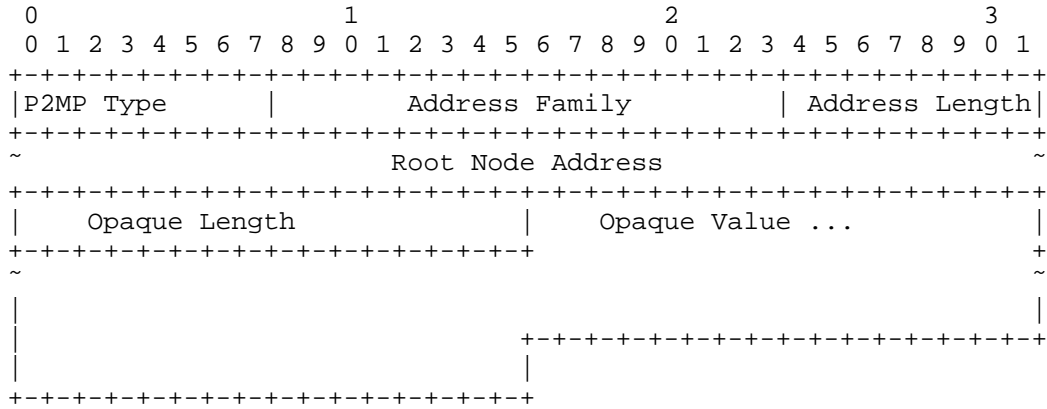 0                   1                   2                   3
 0 1 2 3 4 5 6 7 8 9 0 1 2 3 4 5 6 7 8 9 0 1 2 3 4 5 6 7 8 9 0 1
+-+-+-+-+-+-+-+-+-+-+-+-+-+-+-+-+-+-+-+-+-+-+-+-+-+-+-+-+-+-+-+-+
|P2MP Type      |        Address Family         | Address Length|
+-+-+-+-+-+-+-+-+-+-+-+-+-+-+-+-+-+-+-+-+-+-+-+-+-+-+-+-+-+-+-+-+
~                       Root Node Address                       ~
+-+-+-+-+-+-+-+-+-+-+-+-+-+-+-+-+-+-+-+-+-+-+-+-+-+-+-+-+-+-+-+-+
|    Opaque Length              |    Opaque Value ...           |
+-+-+-+-+-+-+-+-+-+-+-+-+-+-+-+-+                               +
~                                                               ~
|                                                               |
|                               +-+-+-+-+-+-+-+-+-+-+-+-+-+-+-+-+
|                               |
+-+-+-+-+-+-+-+-+-+-+-+-+-+-+-+-+